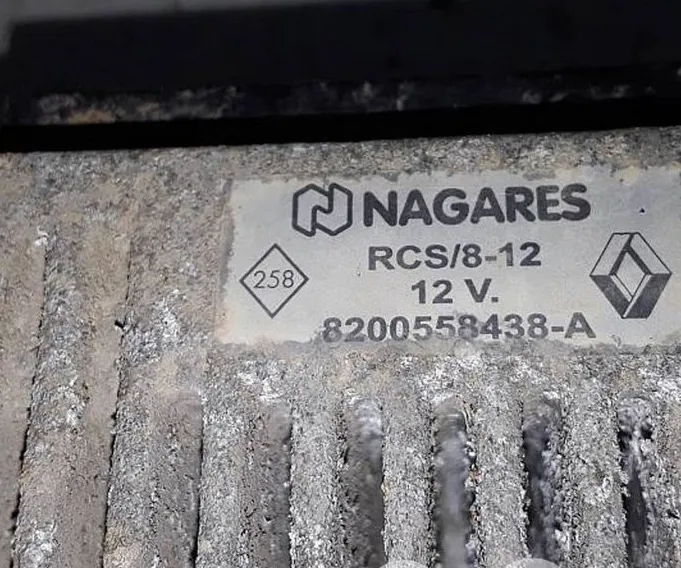 NAGARES
RCS/8-12
258
12 V.
8200558438-A